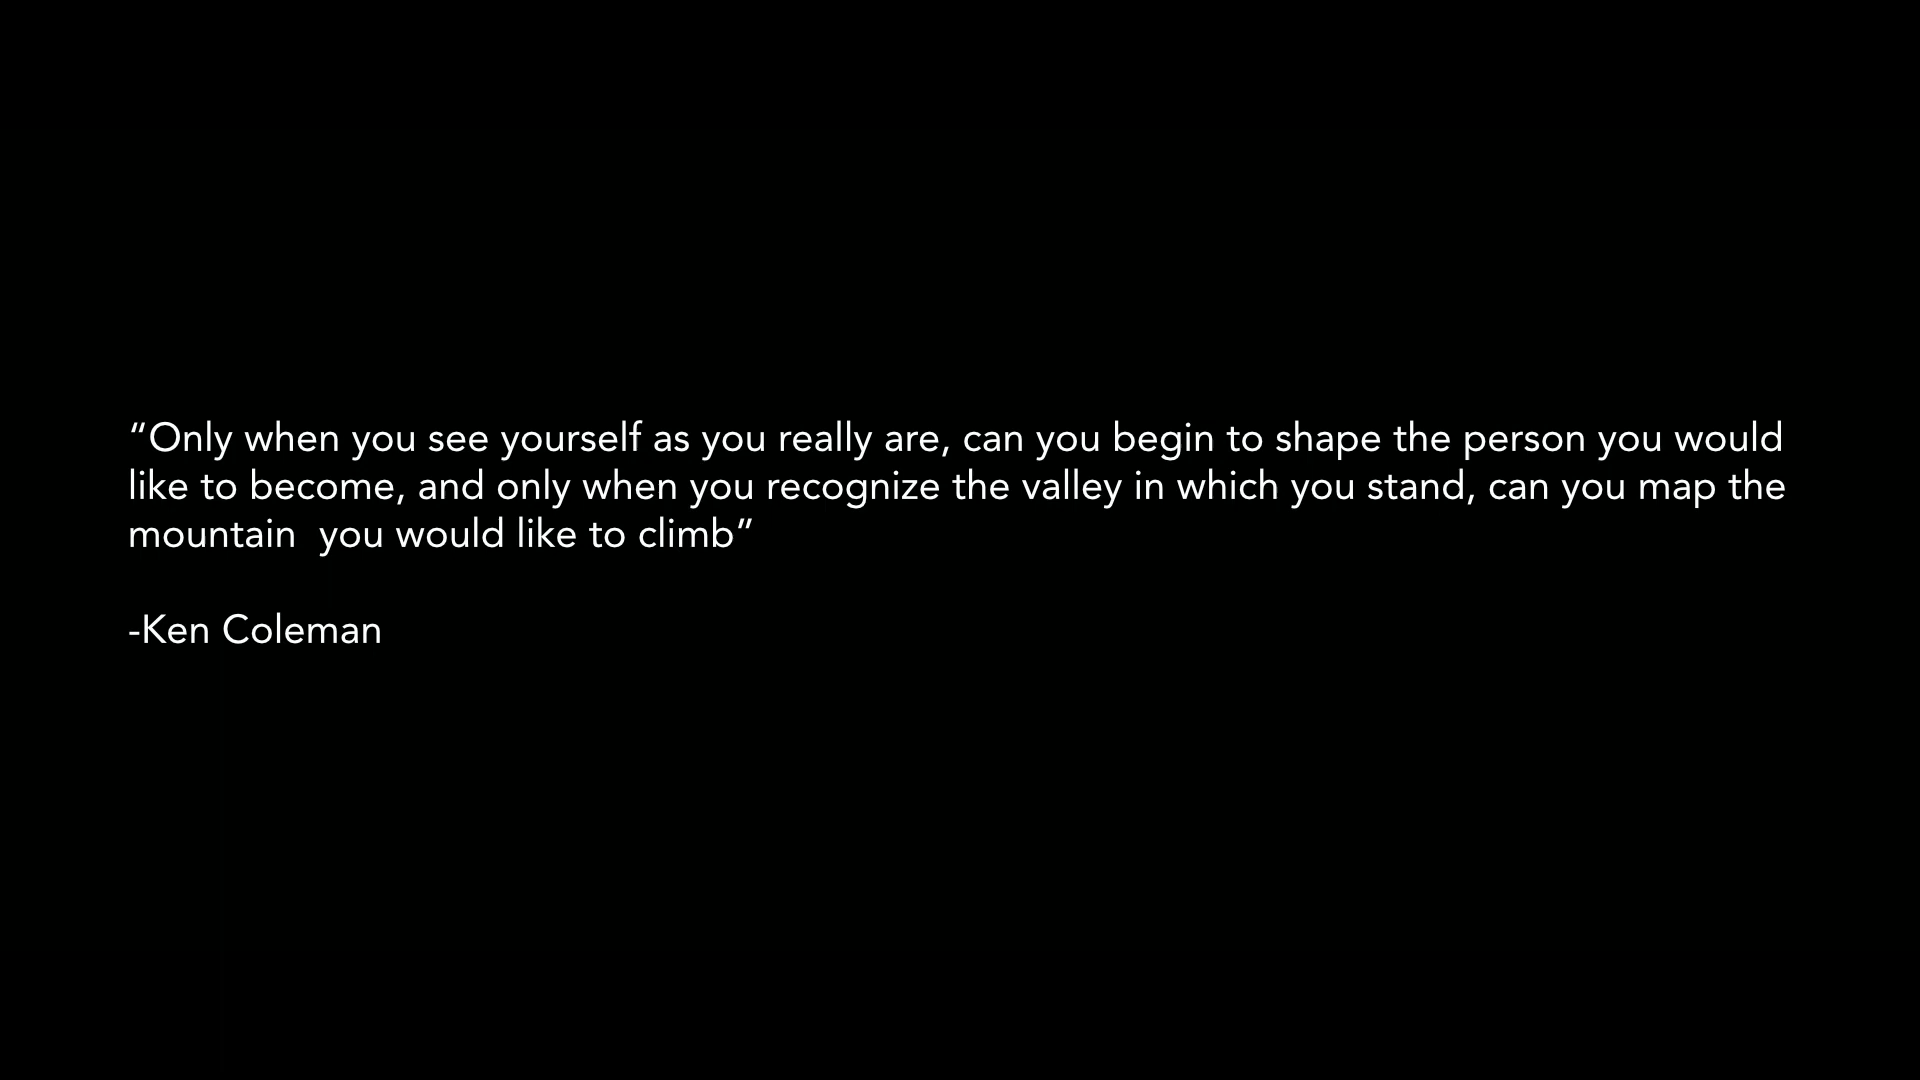 “Only when you see yourself as you really are, can you begin to shape the person you would
like to become, and only when you recognize the valley in which you stand, can you map the
mountain  you would like to climb”
-Ken Coleman